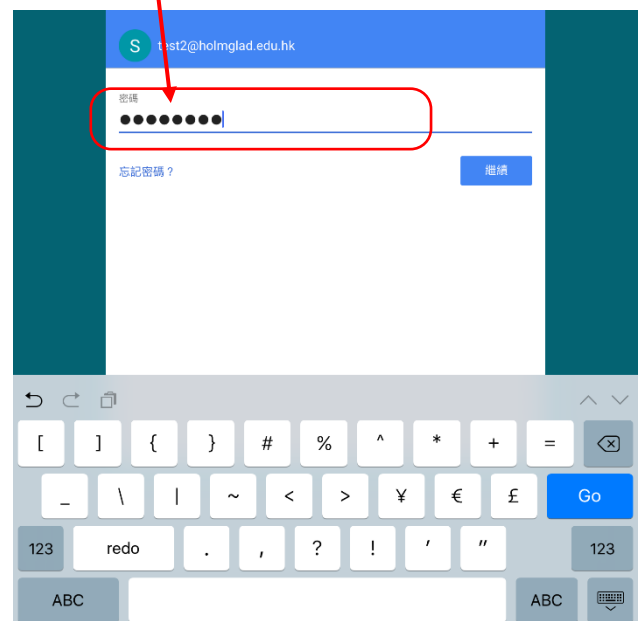 S test2@holmglad.edu.hk
密碼
●●●●●●●●
忘記密碼？ 繼續
[ ] { } # % ^ * + =
_ \ | ~ < > ¥ € £ Go
123 redo . , ? ! ′ ″ 123
ABC ABC